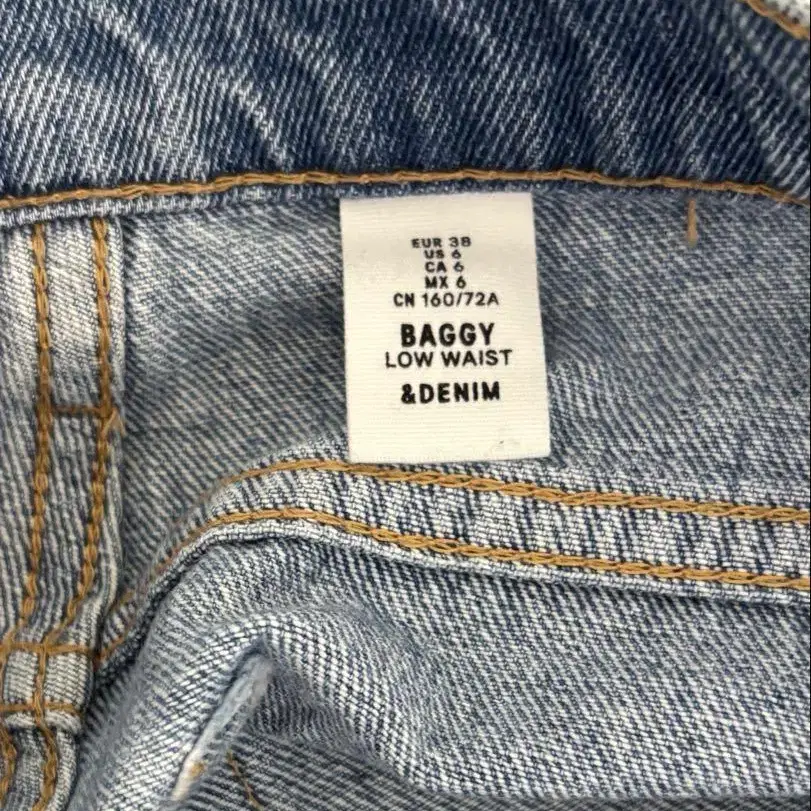 EUR 38
US 6
CA 6
MX 6
CN 160/72A
BAGGY
LOW WAIST
&DENIM